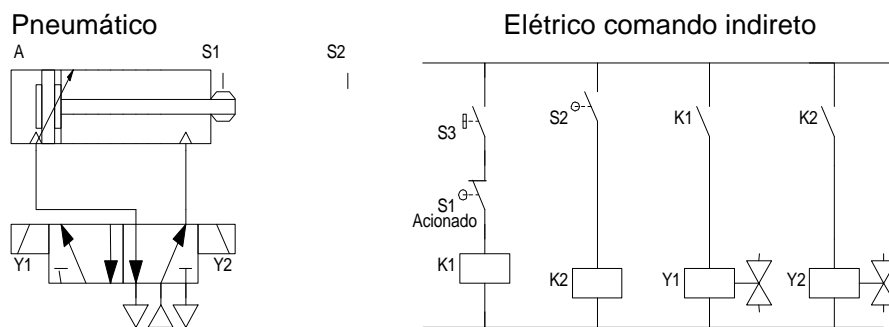 Pneumático
Elétrico comando indireto
A
S1
S2
S3
S2
K1
K2
S1
Acionado
Y1
Y2
K1
K2
Y1
Y2